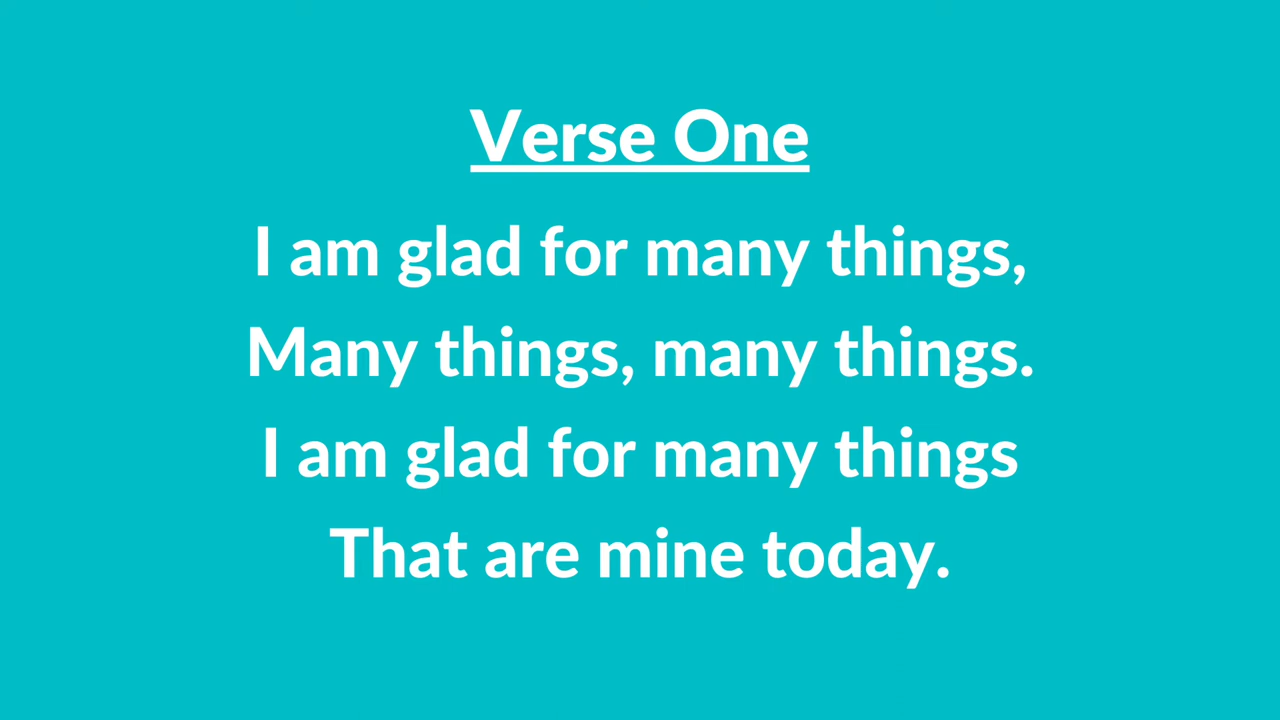 Verse One
I am glad for many things,
Many things, many things.
I am glad for many things
That are mine today.